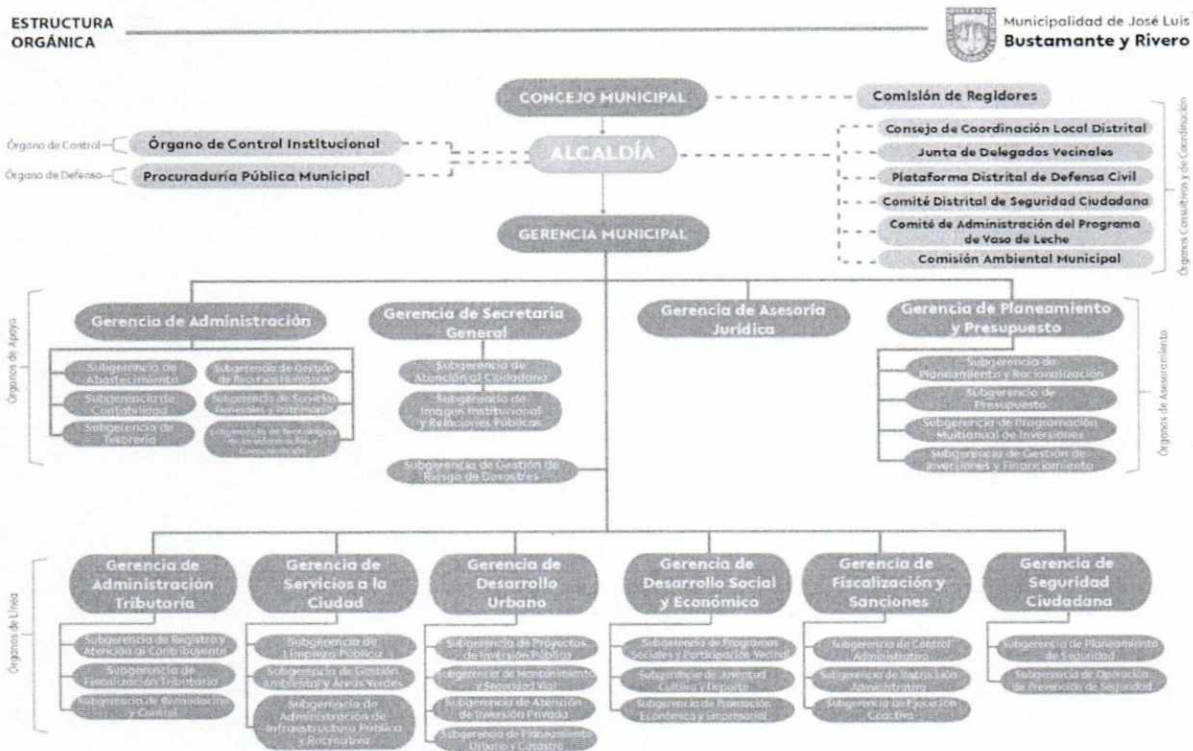 ESTRUCTURA
ORGÁNICA
Municipalidad de José Luis
Bustamante y Rivero
CONCEJO MUNICIPAL
Comisión de Regidores
Órgano de Control
Órgano de Control Institucional
Órgano de Defensa
Procuraduría Pública Municipal
ALCALDÍA
Consejo de Coordinación Local Distrital
Junta de Delegados Vecinales
Plataforma Distrital de Defensa Civil
Comité Distrital de Seguridad Ciudadana
Comité de Administración del Programa
de Vaso de Leche
Comisión Ambiental Municipal
Órganos Consultivos y de Coordinación
GERENCIA MUNICIPAL
Órganos de Apoyo
Gerencia de Administración
Subgerencia de
Abastecimiento
Subgerencia de
Contabilidad
Subgerencia de
Tesorería
Subgerencia de Gestión
de Recursos Humanos
Subgerencia de Servicios
Generales y Patrimonio
Subgerencia de Tecnologías
de la Información y
Comunicación
Gerencia de Secretaria
General
Subgerencia de
Atención al Ciudadano
Subgerencia de
Imagen Institucional
y Relaciones Públicas
Gerencia de Asesoría
Jurídica
Gerencia de Planeamiento
y Presupuesto
Subgerencia de
Planeamiento y Racionalización
Subgerencia de
Presupuesto
Subgerencia de Programación
Multianual de Inversiones
Subgerencia de Gestión de
Inversiones y Financiamiento
Órganos de Asesoramiento
Subgerencia de Gestión de
Riesgo de Desastres
Órganos de Línea
Gerencia de
Administración
Tributaria
Subgerencia de Registro y
Atención al Contribuyente
Subgerencia de
Fiscalización Tributaria
Subgerencia de Recaudación
y Control
Gerencia de
Servicios a la
Ciudad
Subgerencia de
Limpieza Pública
Subgerencia de Gestión
Ambiental y Áreas Verdes
Subgerencia de
Administración de
Infraestructura Pública y
Recreativa
Gerencia de
Desarrollo
Urbano
Subgerencia de Proyectos
de Inversión Pública
Subgerencia de Mantenimiento
y Seguridad Vial
Subgerencia de Atención
de Inversión Privada
Subgerencia de Planeamiento
Urbano y Catastro
Gerencia de
Desarrollo Social
y Económico
Subgerencia de Programas
Sociales y Participación Vecinal
Subgerencia de Juventud
Cultura y Deporte
Subgerencia de Promoción
Económica y Empresarial
Gerencia de
Fiscalización y
Sanciones
Subgerencia de Control
Administrativo
Subgerencia de Instrucción
Administrativa
Subgerencia de Ejecución
Coactiva
Gerencia de
Seguridad
Ciudadana
Subgerencia de Planeamiento
de Seguridad
Subgerencia de Operación
de Prevención de Seguridad